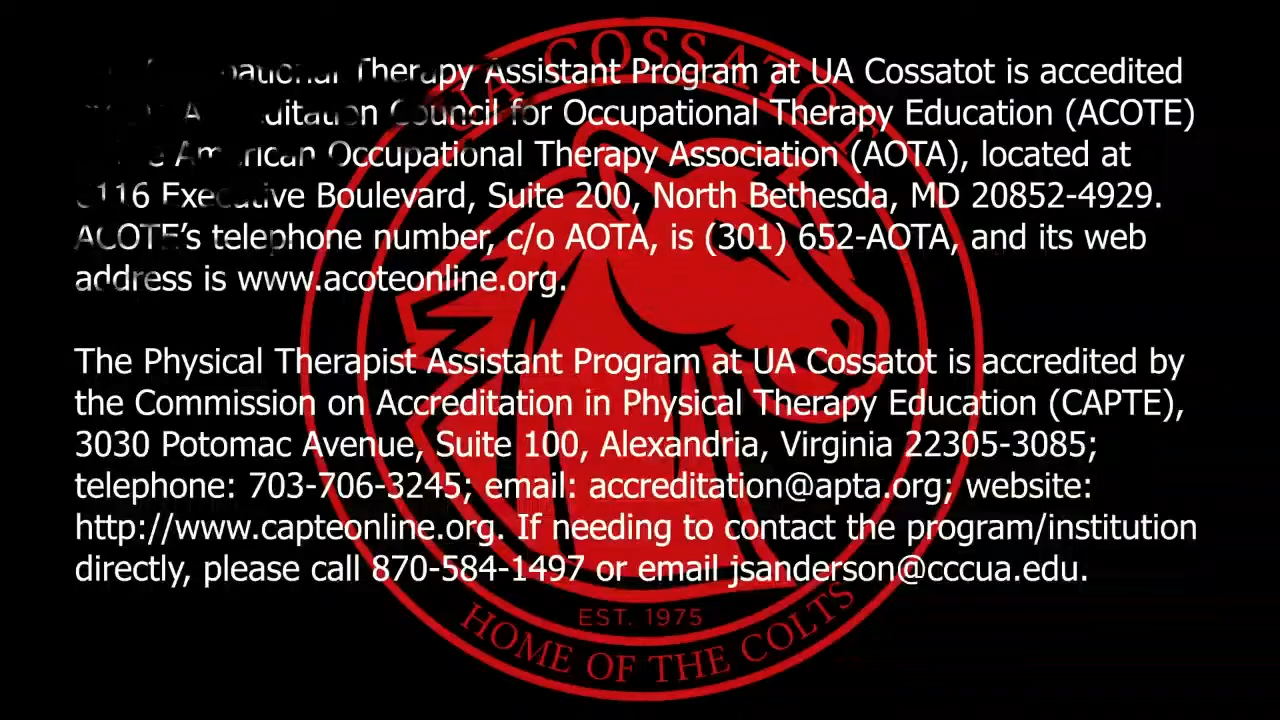 UA COSSATOT
Therapy Assistant Program at UA Cossatot is accedited
Council for Occupational Therapy Education (ACOTE)
American Occupational Therapy Association (AOTA), located at
Executive Boulevard, Suite 200, North Bethesda, MD 20852-4929.
ACOTE’s telephone number, c/o AOTA, is (301) 652-AOTA, and its web
address is www.acoteonline.org.
The Physical Therapist Assistant Program at UA Cossatot is accredited by
the Commission on Accreditation in Physical Therapy Education (CAPTE),
3030 Potomac Avenue, Suite 100, Alexandria, Virginia 22305-3085;
telephone: 703-706-3245; email: accreditation@apta.org; website:
http://www.capteonline.org. If needing to contact the program/institution
directly, please call 870-584-1497 or email jsanderson@cccua.edu.
EST. 1975
HOME OF THE COLTS